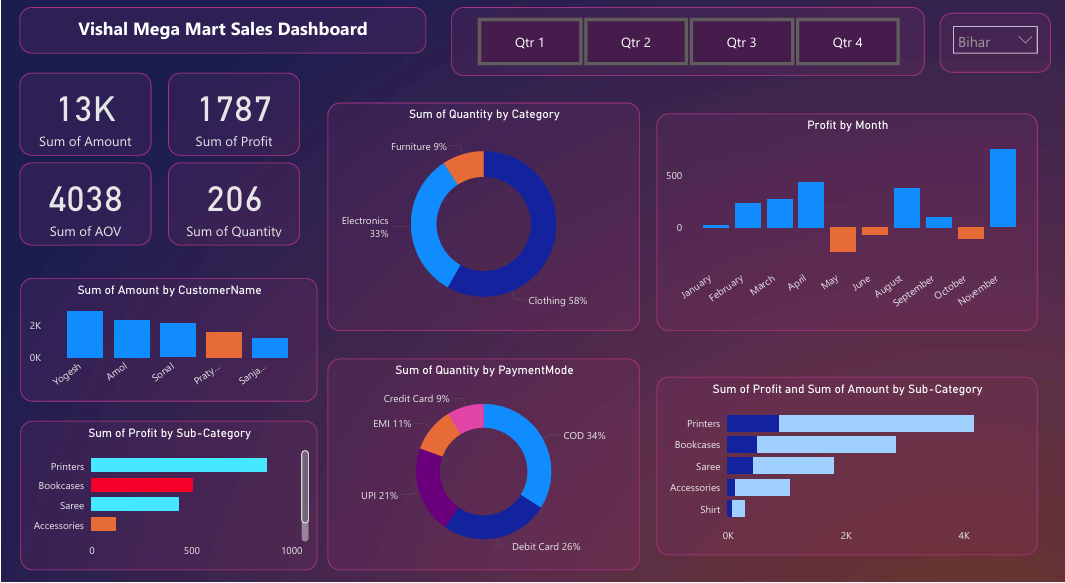 Vishal Mega Mart Sales Dashboard
Qtr 1
Qtr 2
Qtr 3
Qtr 4
Bihar
13K
Sum of Amount
1787
Sum of Profit
4038
Sum of AOV
206
Sum of Quantity
Sum of Quantity by Category
Furniture 9%
Electronics
33%
Clothing 58%
Profit by Month
500
0
January
February
March
April
May
June
August
September
October
November
Sum of Amount by CustomerName
2K
0K
Yogesh
Amol
Sonal
Praty...
Sanja...
Sum of Profit by Sub-Category
Printers
Bookcases
Saree
Accessories
0
500
1000
Sum of Quantity by PaymentMode
Credit Card 9%
EMI 11%
COD 34%
UPI 21%
Debit Card 26%
Sum of Profit and Sum of Amount by Sub-Category
Printers
Bookcases
Saree
Accessories
Shirt
0K
2K
4K